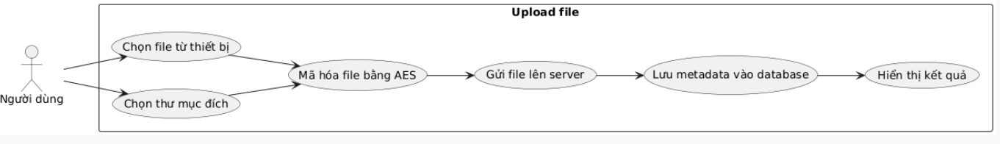 Upload file
Chọn file từ thiết bị
Mã hóa file bằng AES
Gửi file lên server
Lưu metadata vào database
Hiển thị kết quả
Người dùng
Chọn thư mục đích